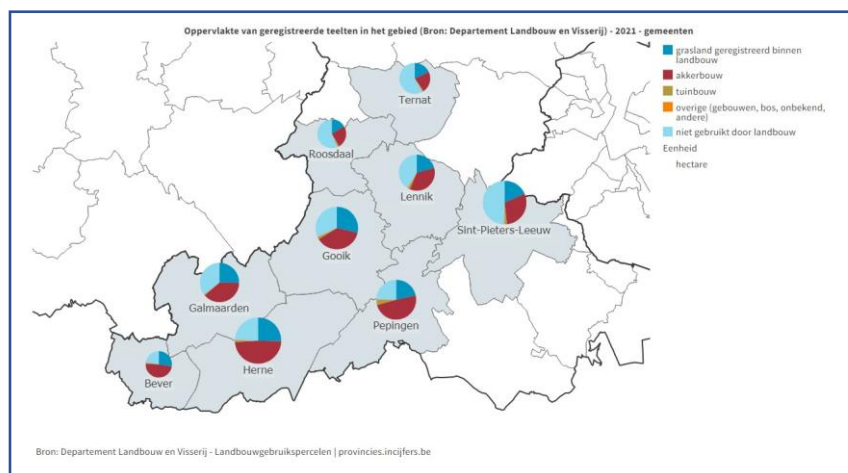 Oppervlakte van geregistreerde teelten in het gebied (Bron: Departement Landbouw en Visserij) - 2021 - gemeenten
grasland geregistreerd binnen
landbouw
akkerbouw
tuinbouw
overige (gebouwen, bos, onbekend,
andere)
niet gebruikt door landbouw
Eenheid
hectare
Ternat
Roosdaal
Lennik
Sint-Pieters-Leeuw
Gooik
Galmaarden
Pepingen
Herne
Bever
Bron: Departement Landbouw en Visserij - Landbouwgebruikspercelen | provincies.incijfers.be